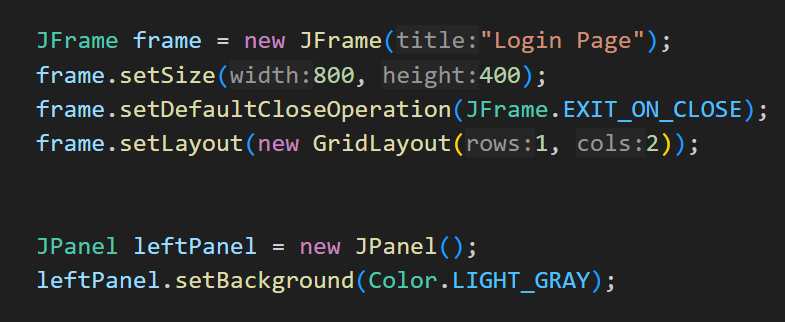 JFrame frame = new JFrame(title:"Login Page");
frame.setSize(width:800, height:400);
frame.setDefaultCloseOperation(JFrame.EXIT_ON_CLOSE);
frame.setLayout(new GridLayout(rows:1, cols:2));
JPanel leftPanel = new JPanel();
leftPanel.setBackground(Color.LIGHT_GRAY);